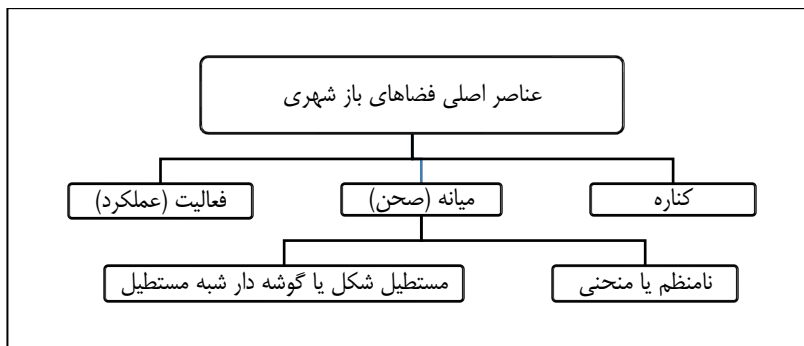 عناصر اصلی فضاهای باز شهری
کناره
میانه (صحن)
فعالیت (عملکرد)
نامنظم یا منحنی
مستطیل شکل یا گوشه دار شبه مستطیل